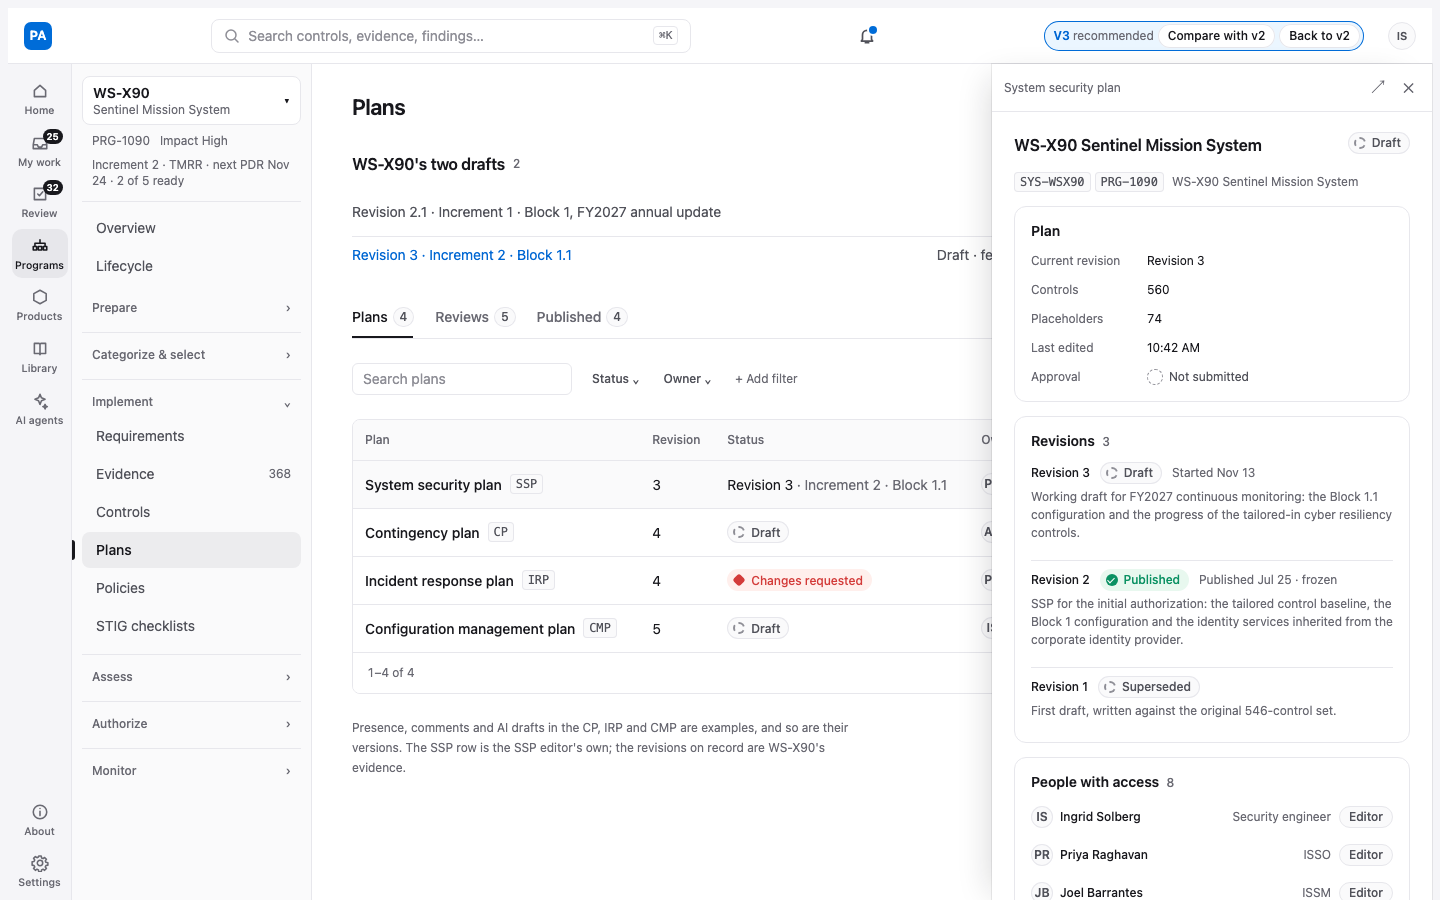 PA
Search controls, evidence, findings...
⌘K
V3 recommended
Compare with v2
Back to v2
IS
Home
25
My work
32
Review
Programs
Products
Library
AI agents
About
Settings
WS-X90
Sentinel Mission System
PRG-1090 Impact High
Increment 2 · TMRR · next PDR Nov
24 · 2 of 5 ready
Overview
Lifecycle
Prepare
Categorize & select
Implement
Requirements
Evidence 368
Controls
Plans
Policies
STIG checklists
Assess
Authorize
Monitor
Plans
WS-X90's two drafts 2
Revision 2.1 · Increment 1 · Block 1, FY2027 annual update
Revision 3 · Increment 2 · Block 1.1 Draft · fe
Plans 4 Reviews 5 Published 4
Search plans
Status
Owner
+ Add filter
Plan Revision Status
System security plan SSP 3 Revision 3 · Increment 2 · Block 1.1
Contingency plan CP 4 Draft
Incident response plan IRP 4 Changes requested
Configuration management plan CMP 5 Draft
1–4 of 4
Presence, comments and AI drafts in the CP, IRP and CMP are examples, and so are their
versions. The SSP row is the SSP editor's own; the revisions on record are WS-X90's
evidence.
System security plan
WS-X90 Sentinel Mission System
Draft
SYS-WSX90 PRG-1090 WS-X90 Sentinel Mission System
Plan
Current revision Revision 3
Controls 560
Placeholders 74
Last edited 10:42 AM
Approval Not submitted
Revisions 3
Revision 3 Draft Started Nov 13
Working draft for FY2027 continuous monitoring: the Block 1.1
configuration and the progress of the tailored-in cyber resiliency
controls.
Revision 2 Published Published Jul 25 · frozen
SSP for the initial authorization: the tailored control baseline, the
Block 1 configuration and the identity services inherited from the
corporate identity provider.
Revision 1 Superseded
First draft, written against the original 546-control set.
People with access 8
IS Ingrid Solberg Security engineer Editor
PR Priya Raghavan ISSO Editor
JB Joel Barrantes ISSM Editor